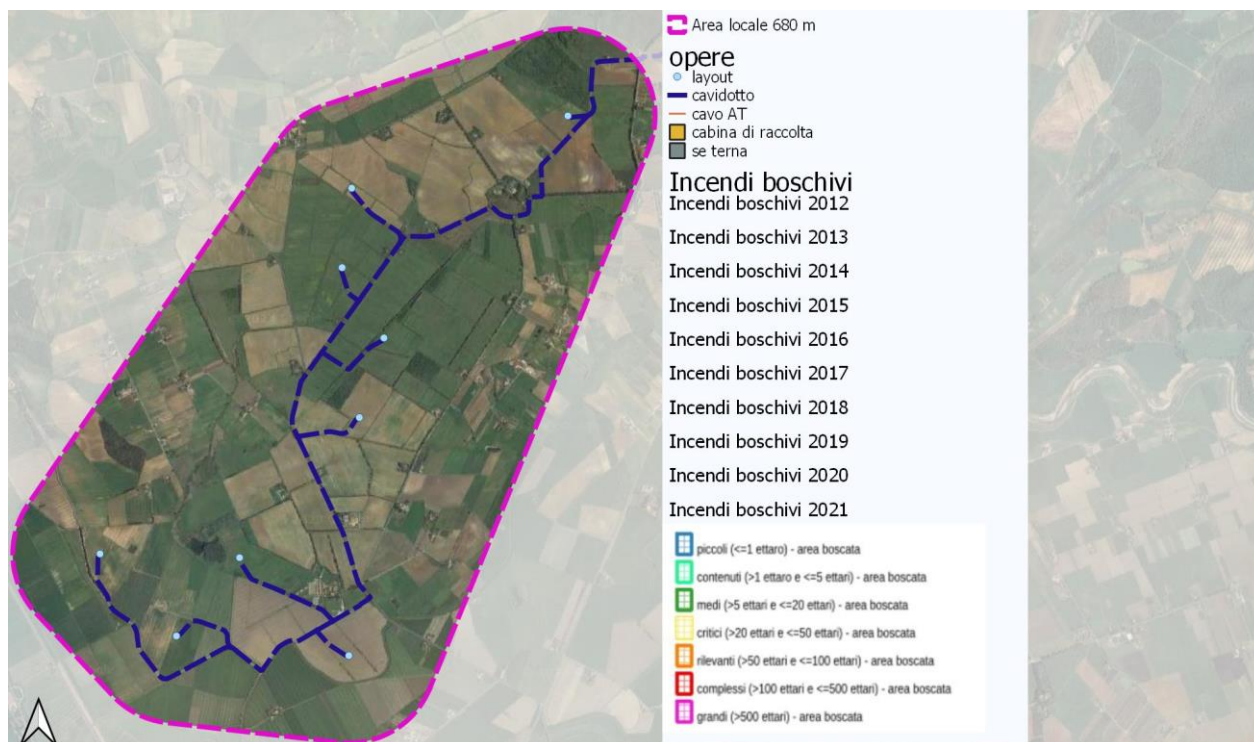 Area locale 680 m
opere
layout
cavidotto
cavo AT
cabina di raccolta
se terna
Incendi boschivi
Incendi boschivi 2012
Incendi boschivi 2013
Incendi boschivi 2014
Incendi boschivi 2015
Incendi boschivi 2016
Incendi boschivi 2017
Incendi boschivi 2018
Incendi boschivi 2019
Incendi boschivi 2020
Incendi boschivi 2021
piccoli (<=1 ettaro) - area boscata
contenuti (>1 ettaro e <=5 ettari) - area boscata
medi (>5 ettari e <=20 ettari) - area boscata
critici (>20 ettari e <=50 ettari) - area boscata
rilevanti (>50 ettari e <=100 ettari) - area boscata
complessi (>100 ettari e <=500 ettari) - area boscata
grandi (>500 ettari) - area boscata